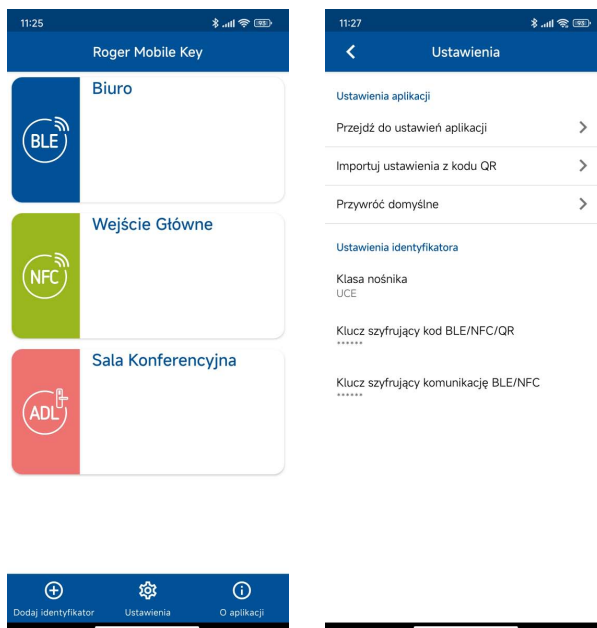 11:25
93
Roger Mobile Key
Biuro
BLE
Wejście Główne
NFC
Sala Konferencyjna
ADL
Dodaj identyfikator
Ustawienia
O aplikacji
11:27
93
Ustawienia
Ustawienia aplikacji
Przejdź do ustawień aplikacji
Importuj ustawienia z kodu QR
Przywróć domyślne
Ustawienia identyfikatora
Klasa nośnika
UCE
Klucz szyfrujący kod BLE/NFC/QR
******
Klucz szyfrujący komunikację BLE/NFC
******